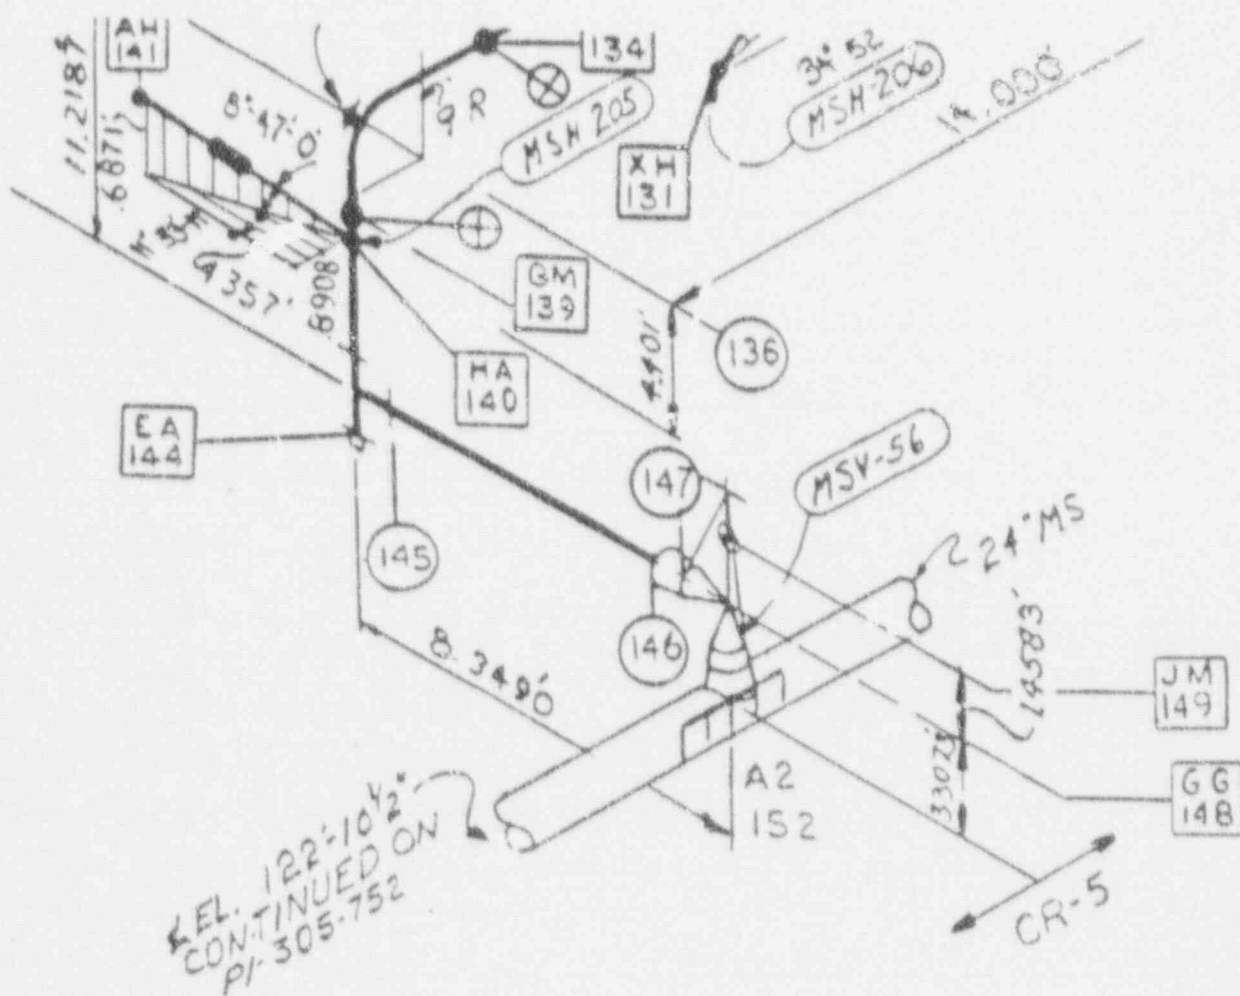 AH
141
134
34° 52
MSH-206
14.000'
11.218'
.6871'
8°-47'-0"
9 R
MSH 205
XH
131
4357'
.8908
GM
139
136
4.401'
HA
140
EA
144
147
MSV-56
145
24" MS
146
8.3490'
14583'
JM
149
3302'
A2
152
GG
148
EL. 122'-10 1/2"
CONTINUED ON
P1-305-752
CR-5